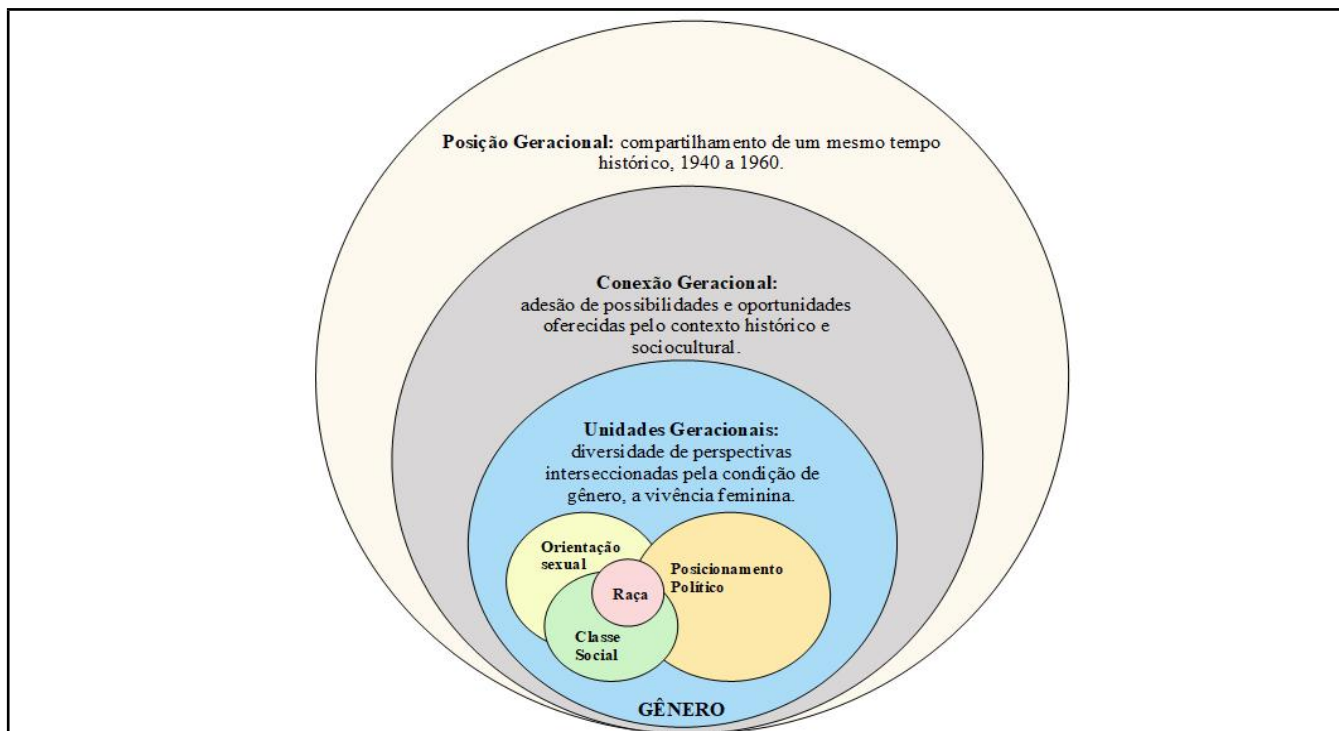 Posição Geracional: compartilhamento de um mesmo tempo
histórico, 1940 a 1960.
Conexão Geracional:
adesão de possibilidades e oportunidades
oferecidas pelo contexto histórico e
sociocultural.
Unidades Geracionais:
diversidade de perspectivas
interseccionadas pela condição de
gênero, a vivência feminina.
Orientação
sexual
Posicionamento
Político
Raça
Classe
Social
GÊNERO